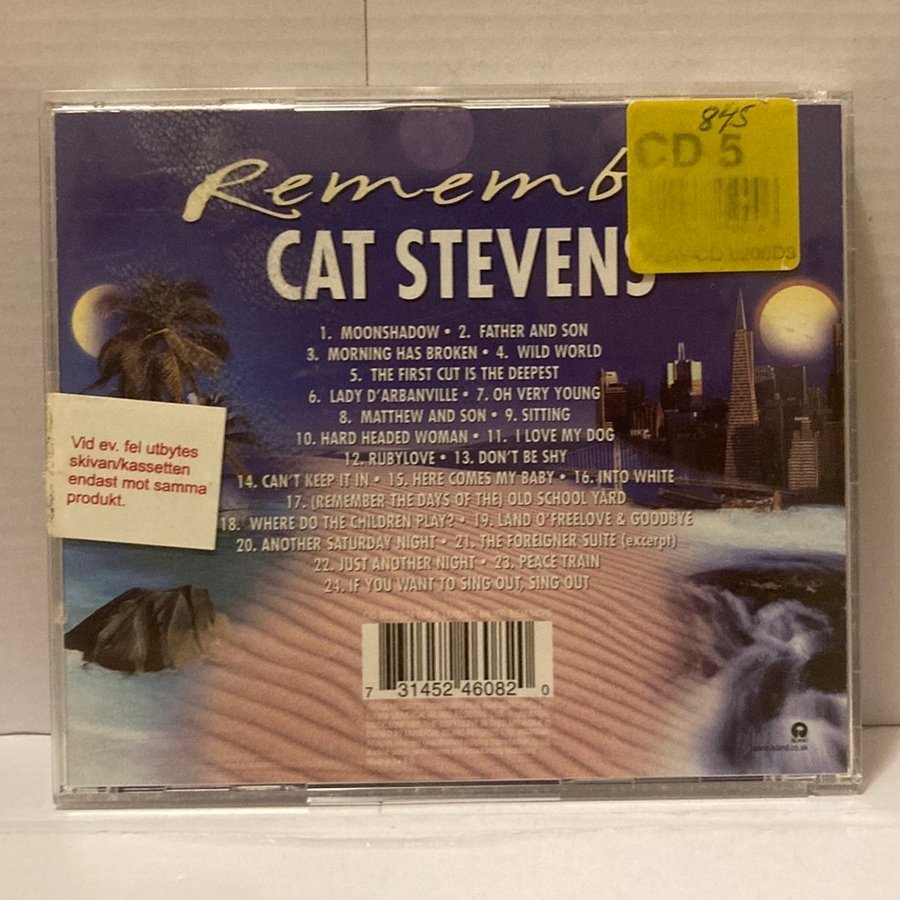 845
CD 5
Rememb
CAT STEVENS
1. MOONSHADOW • 2. FATHER AND SON
3. MORNING HAS BROKEN • 4. WILD WORLD
5. THE FIRST CUT IS THE DEEPEST
6. LADY D'ARBANVILLE • 7. OH VERY YOUNG
8. MATTHEW AND SON • 9. SITTING
10. HARD HEADED WOMAN • 11. I LOVE MY DOG
12. RUBYLOVE • 13. DON'T BE SHY
14. CAN'T KEEP IT IN • 15. HERE COMES MY BABY • 16. INTO WHITE
17. (REMEMBER THE DAYS OF THE) OLD SCHOOL YARD
18. WHERE DO THE CHILDREN PLAY? • 19. LAND O'FREELOVE & GOODBYE
20. ANOTHER SATURDAY NIGHT • 21. THE FOREIGNER SUITE (excerpt)
22. JUST ANOTHER NIGHT • 23. PEACE TRAIN
24. IF YOU WANT TO SING OUT, SING OUT
Vid ev. fel utbytes
skivan/kassetten
endast mot samma
produkt.
7 31452 46082 0
ISLAND
www.island.co.uk